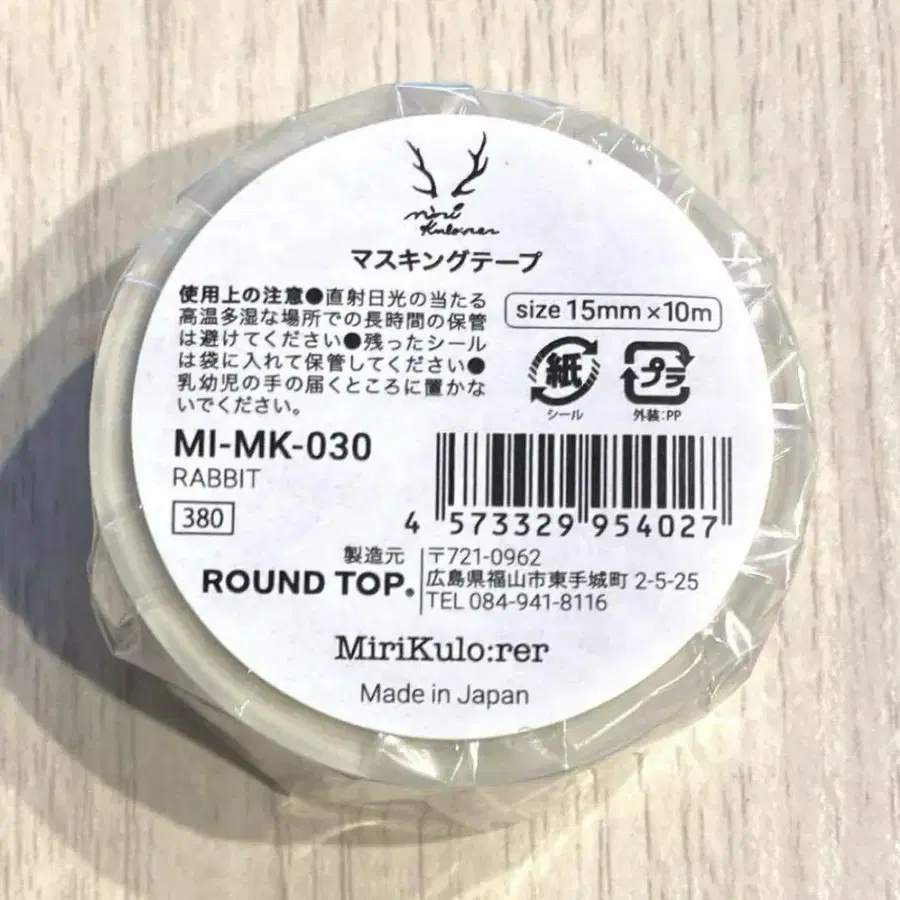 miri
Kulo:rer
マスキングテープ
使用上の注意●直射日光の当たる
高温多湿な場所での長時間の保管
は避けてください●残ったシール
は袋に入れて保管してください●
乳幼児の手の届くところに置かな
いでください。
size 15mm×10m
紙
シール
プラ
外装:PP
MI-MK-030
RABBIT
380
4 573329 954027
製造元
ROUND TOP.
〒721-0962
広島県福山市東手城町 2-5-25
TEL 084-941-8116
MiriKulo:rer
Made in Japan